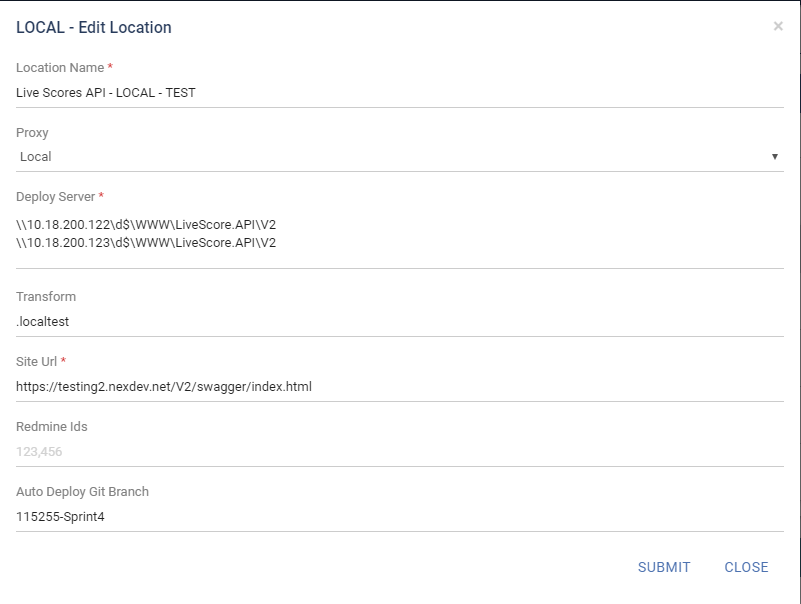 LOCAL - Edit Location
×
Location Name *
Live Scores API - LOCAL - TEST
Proxy
Local
Deploy Server *
\\10.18.200.122\d$\WWW\LiveScore.API\V2
\\10.18.200.123\d$\WWW\LiveScore.API\V2
Transform
.localtest
Site Url *
https://testing2.nexdev.net/V2/swagger/index.html
Redmine Ids
123,456
Auto Deploy Git Branch
115255-Sprint4
SUBMIT CLOSE